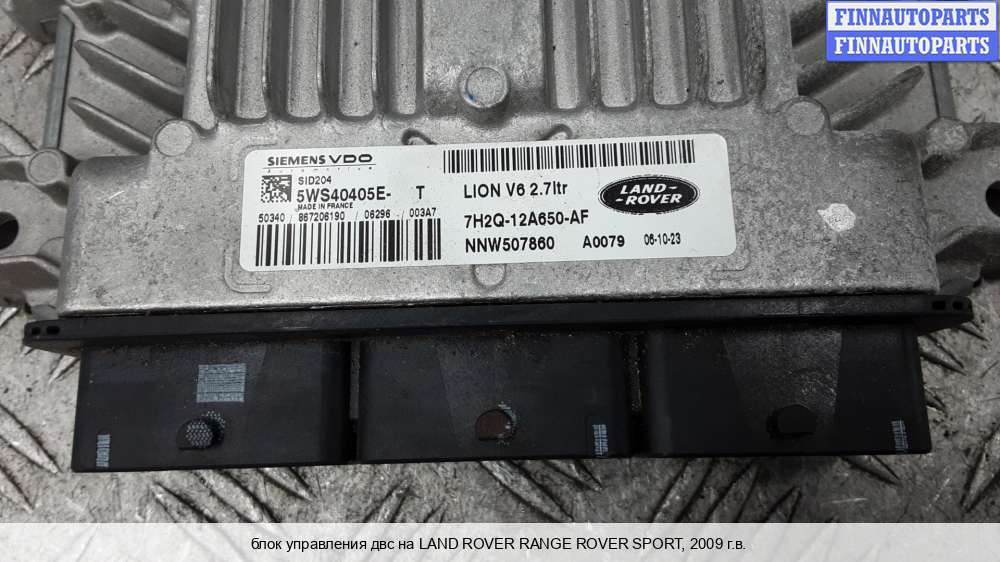 FINNAUTOPARTS
FINNAUTOPARTS
SIEMENS VDO
Automotive
SID204
5WS40405E- T
MADE IN FRANCE
50340 / 867206190 / 06296 / 003A7
LION V6 2.7ltr
7H2Q-12A650-AF
NNW507860 A0079 06-10-23
LAND-
-ROVER
блок управления двс на LAND ROVER RANGE ROVER SPORT, 2009 г.в.